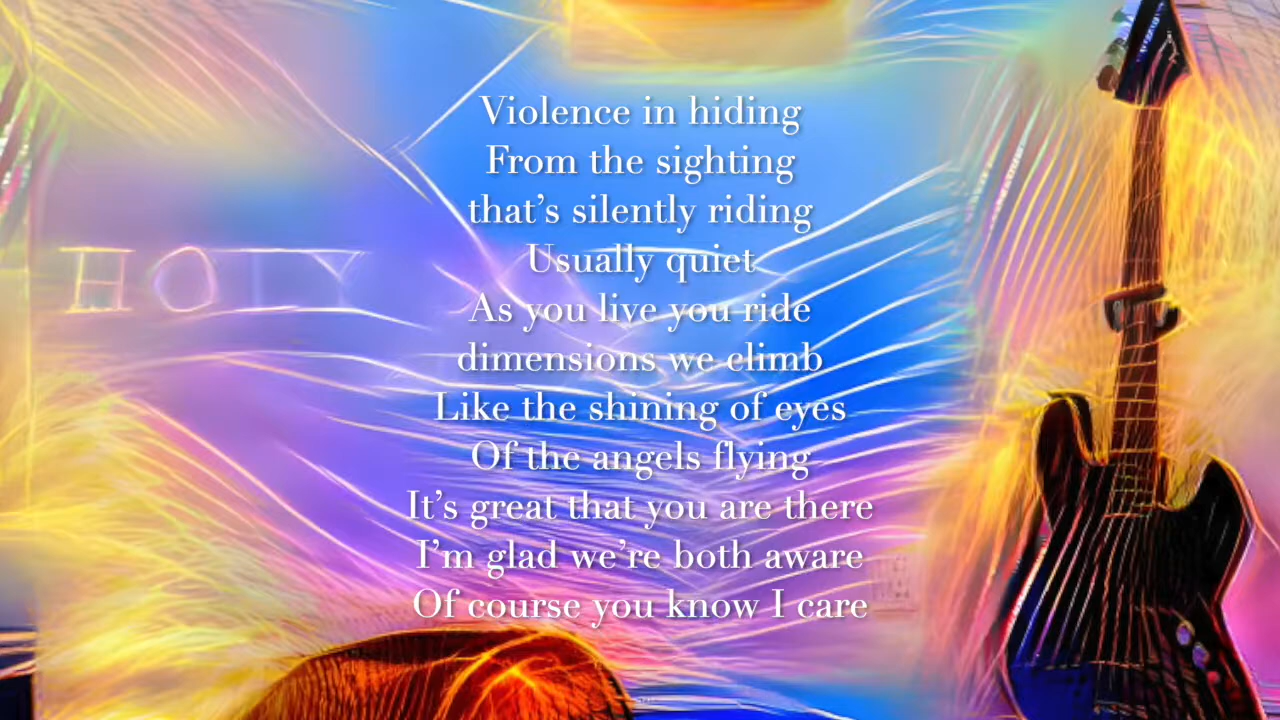 Violence in hiding
From the sighting
that’s silently riding
Usually quiet
As you live you ride
dimensions we climb
Like the shining of eyes
Of the angels flying
It’s great that you are there
I’m glad we’re both aware
Of course you know I care